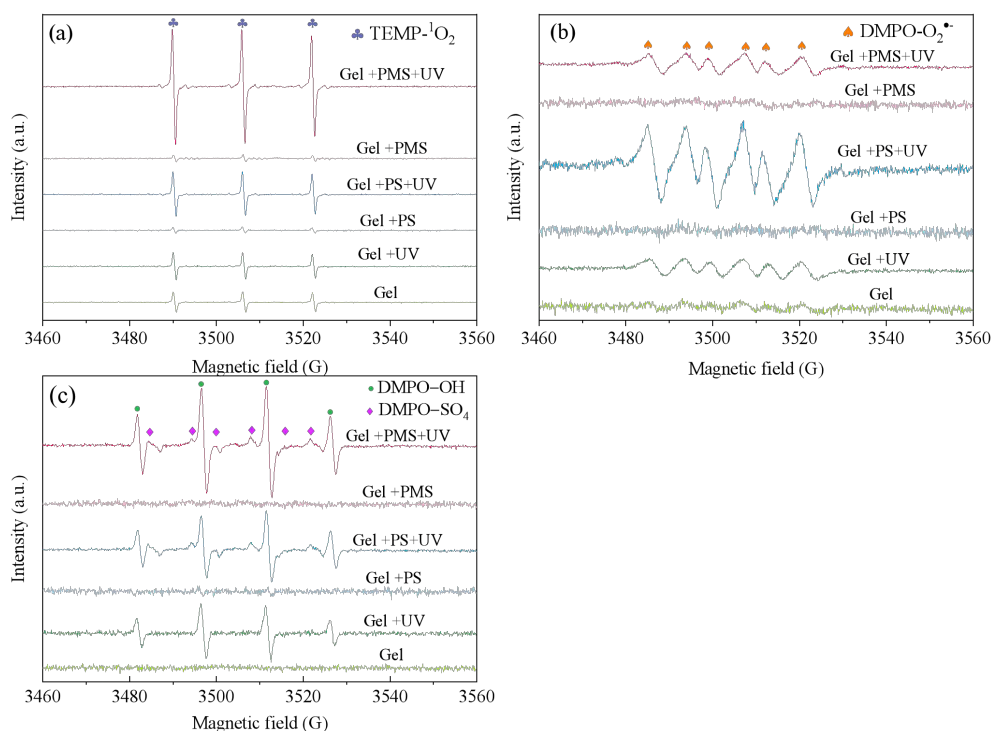 (a)
♣ TEMP-¹O₂
Gel +PMS+UV
Gel +PMS
Gel +PS+UV
Gel +PS
Gel +UV
Gel
Intensity (a.u.)
3460 3480 3500 3520 3540 3560
Magnetic field (G)
(b)
♠ DMPO-O₂•-
Gel +PMS+UV
Gel +PMS
Gel +PS+UV
Gel +PS
Gel +UV
Gel
Intensity (a.u.)
3460 3480 3500 3520 3540 3560
Magnetic field (G)
(c)
● DMPO–OH
♦ DMPO–SO₄
Gel +PMS+UV
Gel +PMS
Gel +PS+UV
Gel +PS
Gel +UV
Gel
Intensity (a.u.)
3460 3480 3500 3520 3540 3560
Magnetic field (G)